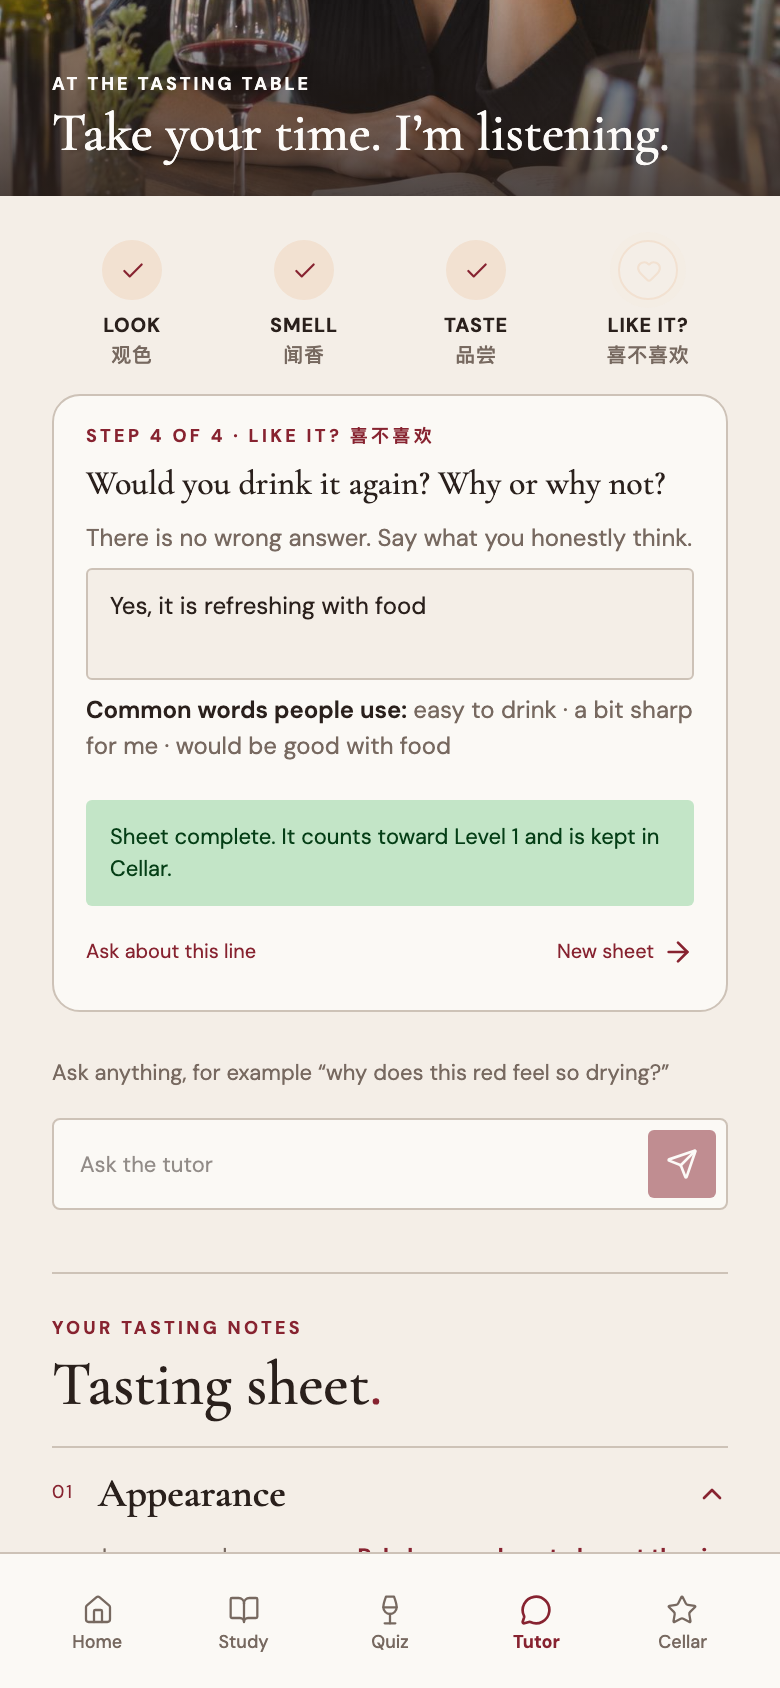 AT THE TASTING TABLE
Take your time. I’m listening.
LOOK
观色
SMELL
闻香
TASTE
品尝
LIKE IT?
喜不喜欢
STEP 4 OF 4 · LIKE IT? 喜不喜欢
Would you drink it again? Why or why not?
There is no wrong answer. Say what you honestly think.
Yes, it is refreshing with food
Common words people use: easy to drink · a bit sharp
for me · would be good with food
Sheet complete. It counts toward Level 1 and is kept in
Cellar.
Ask about this line
New sheet
Ask anything, for example “why does this red feel so drying?”
Ask the tutor
YOUR TASTING NOTES
Tasting sheet.
01 Appearance
Home
Study
Quiz
Tutor
Cellar